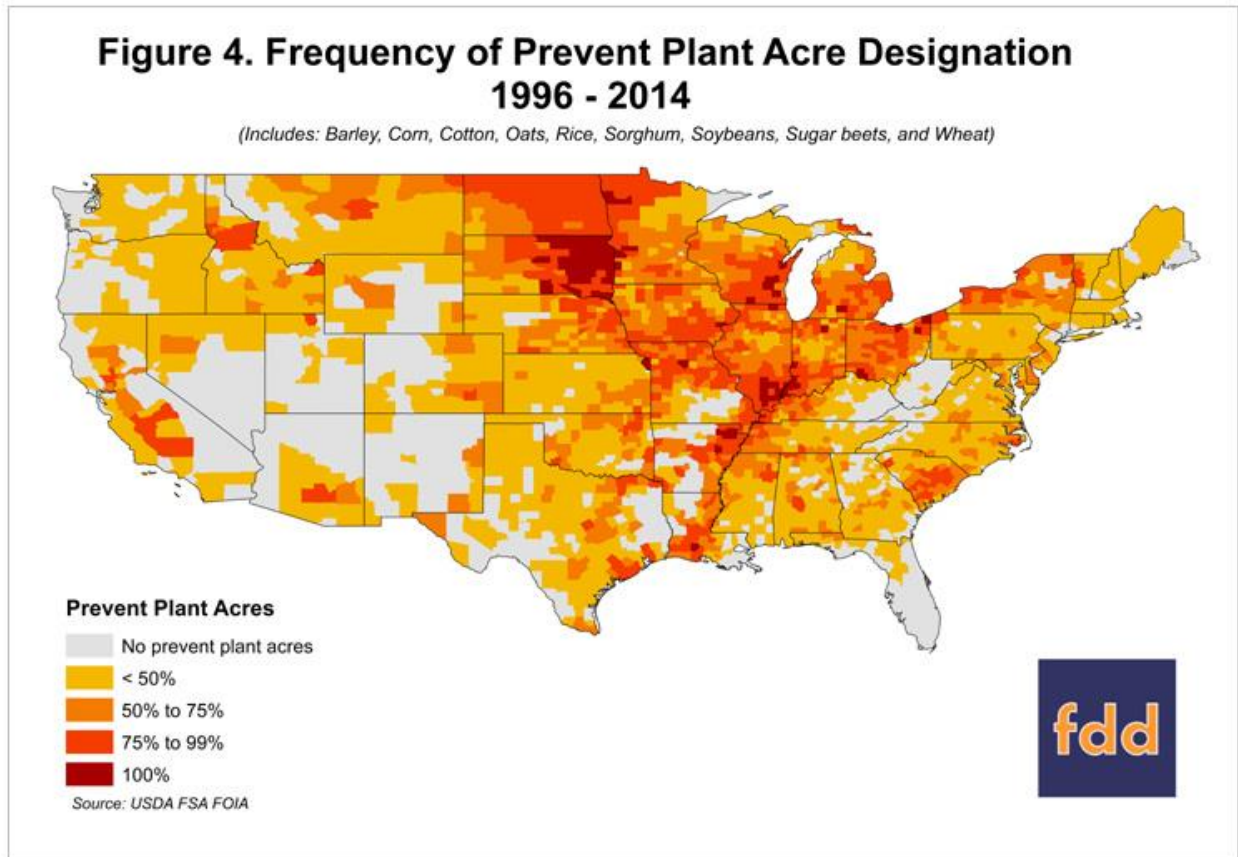 Figure 4. Frequency of Prevent Plant Acre Designation
1996 - 2014
(Includes: Barley, Corn, Cotton, Oats, Rice, Sorghum, Soybeans, Sugar beets, and Wheat)
Prevent Plant Acres
No prevent plant acres
< 50%
50% to 75%
75% to 99%
100%
Source: USDA FSA FOIA
fdd